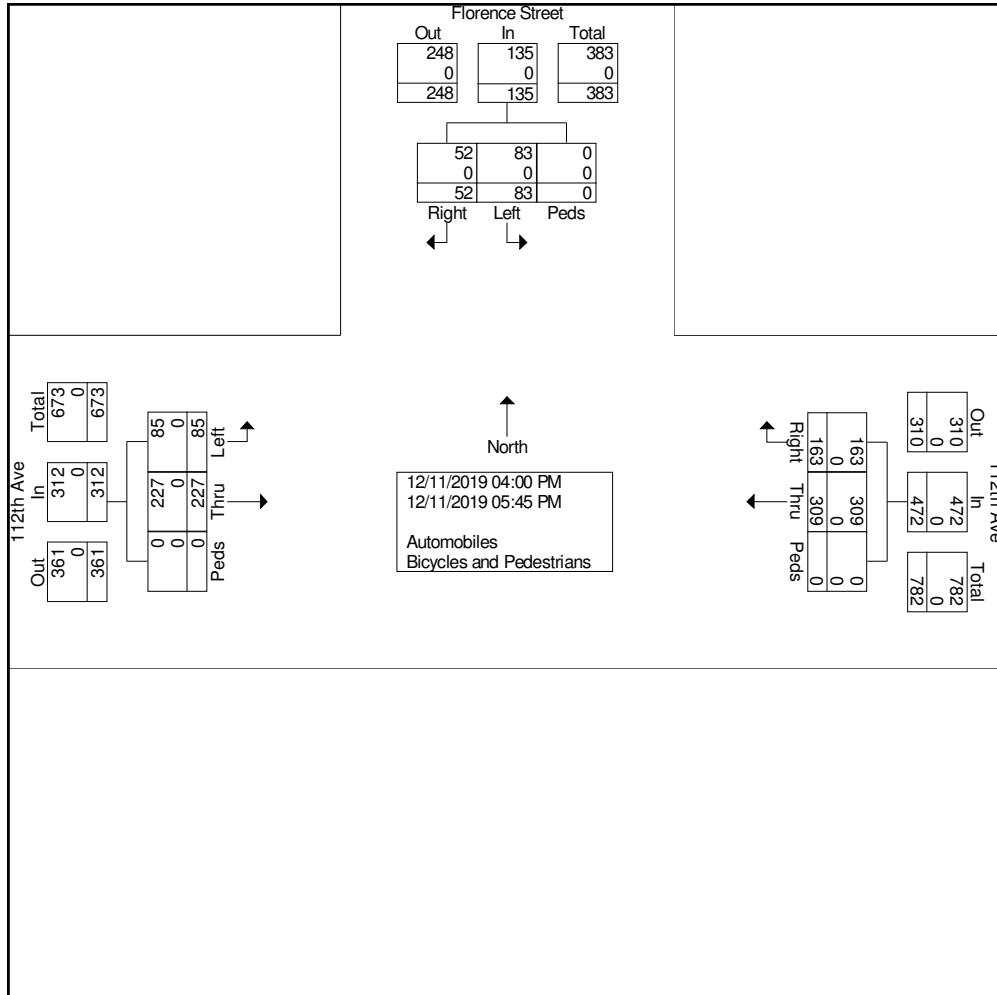 Florence Street
Out In Total
248 135 383
0 0 0
248 135 383
52 83 0
0 0 0
52 83 0
Right Left Peds
112th Ave
Total In Out
673 312 361
0 0 0
673 312 361
85 227 0
0 0 0
85 227 0
Left Thru Peds
North
12/11/2019 04:00 PM
12/11/2019 05:45 PM
Automobiles
Bicycles and Pedestrians
Right Thru Peds
163 309 0
0 0 0
163 309 0
112th Ave
Out In Total
310 472 782
0 0 0
310 472 782